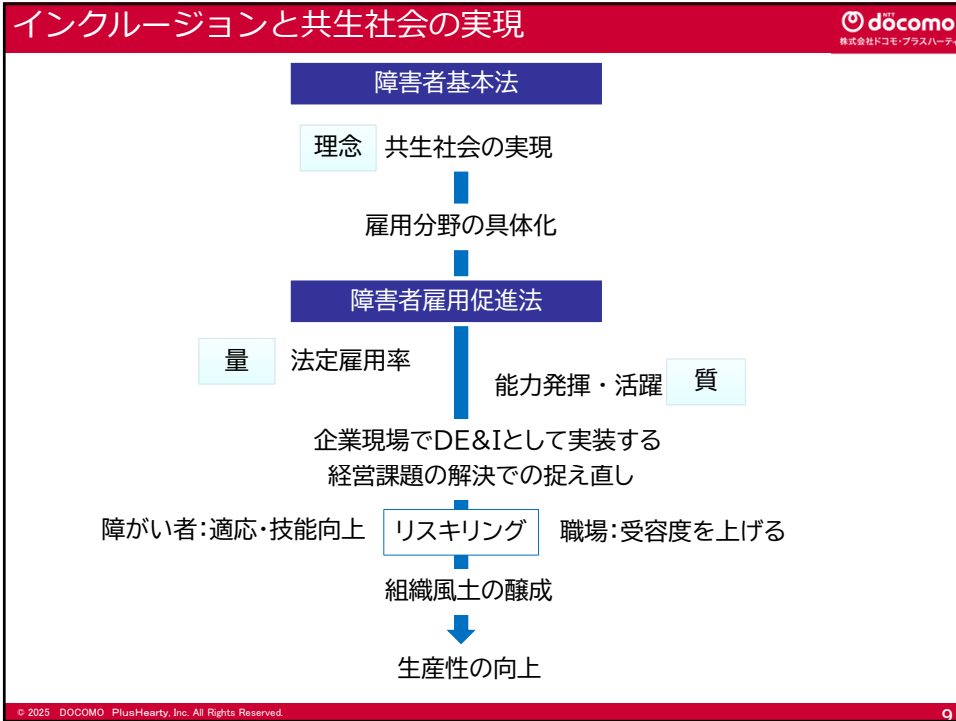 インクルージョンと共生社会の実現
NTT
döcomo
株式会社ドコモ・プラスハーティ
障害者基本法
理念 共生社会の実現
雇用分野の具体化
障害者雇用促進法
量 法定雇用率
能力発揮・活躍 質
企業現場でDE&Iとして実装する
経営課題の解決での捉え直し
障がい者:適応・技能向上 リスキリング 職場:受容度を上げる
組織風土の醸成
生産性の向上
© 2025 DOCOMO PlusHearty, Inc. All Rights Reserved.
9